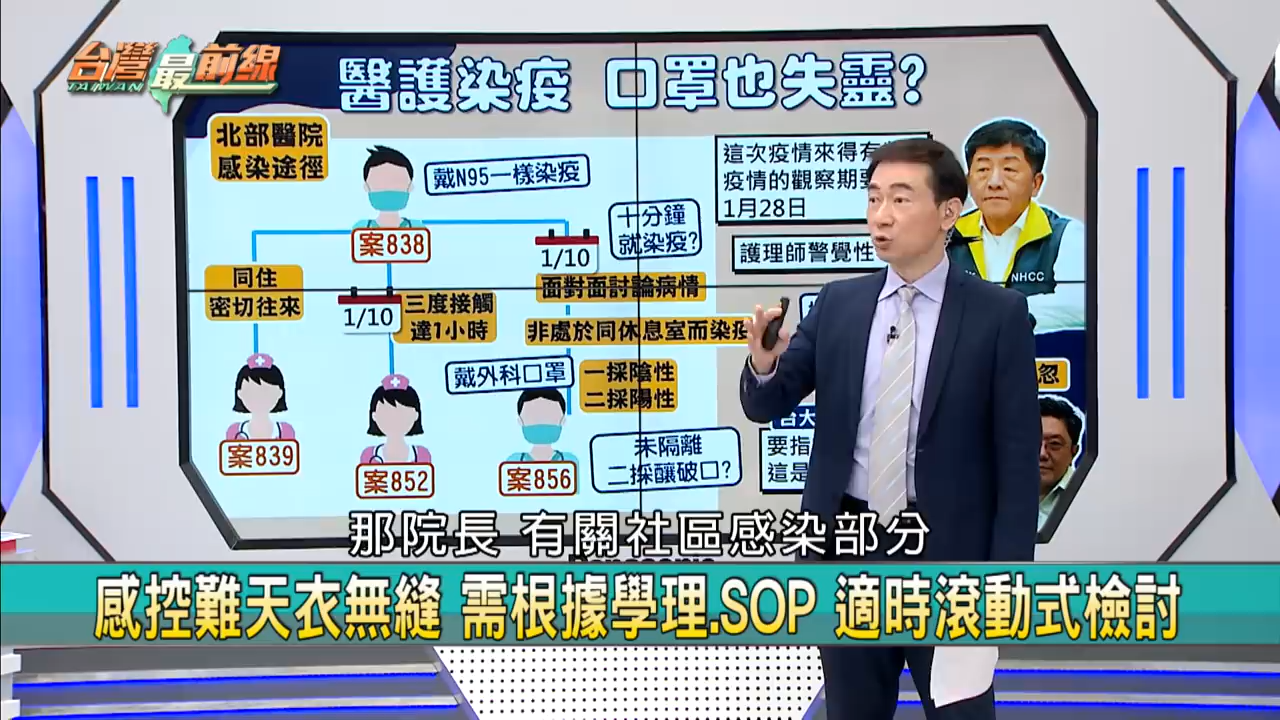 台灣最前線
TAIWAN
醫護染疫 口罩也失靈?
北部醫院
感染途徑
戴N95一樣染疫
案838
十分鐘
就染疫?
1/10
面對面討論病情
非處於同休息室而染疫
同住
密切往來
1/10
三度接觸
達1小時
戴外科口罩
一採陰性
二採陽性
案839
案852
案856
未隔離
二採釀破口?
這次疫情來得有
疫情的觀察期要
1月28日
護理師警覺性
NHCC
忽
台大
要指
這是
那院長 有關社區感染部分
Panasonic
感控難天衣無縫 需根據學理.SOP 適時滾動式檢討